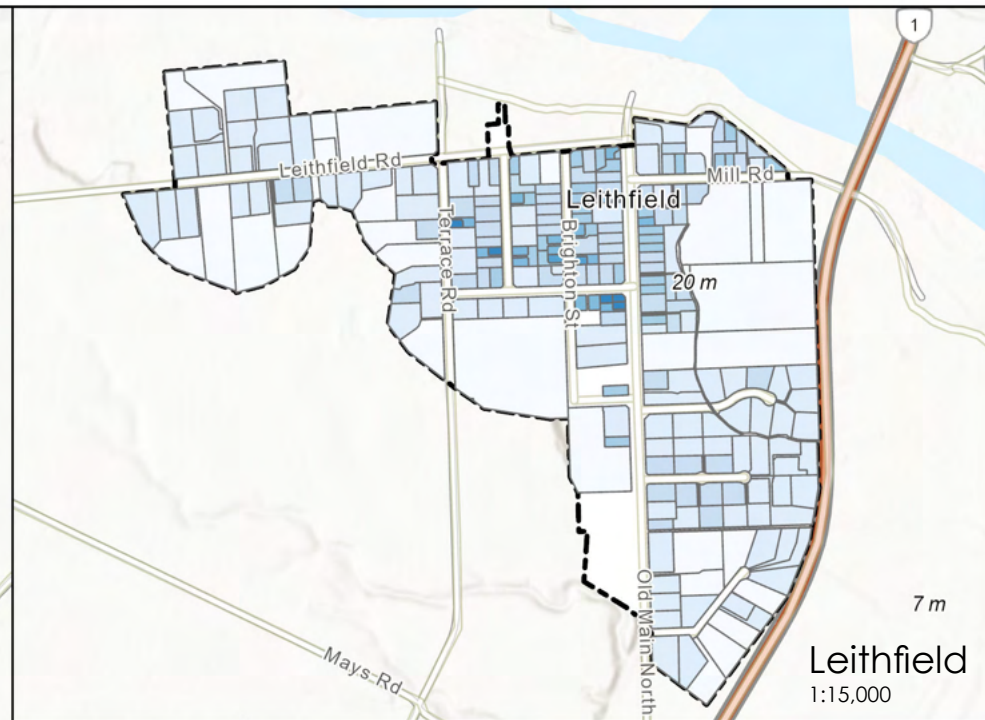 1
Leithfield Rd
Mill Rd
Leithfield
Terrace Rd
Brighton St
20 m
Old Main North
7 m
Mays Rd
Leithfield
1:15,000